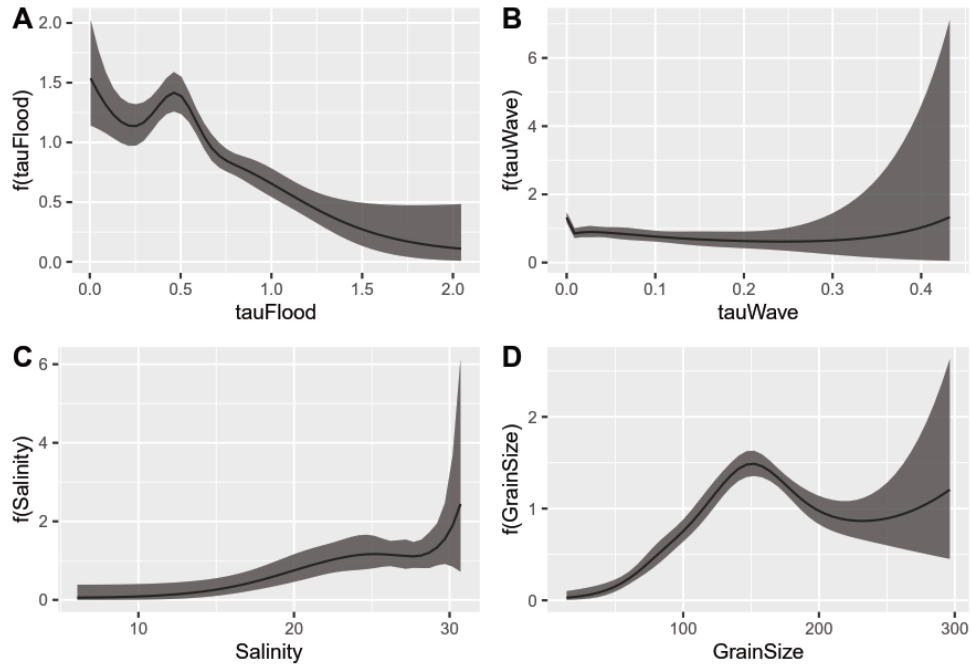 A
f(tauFlood)
2.0
1.5
1.0
0.5
0.0
0.0 0.5 1.0 1.5 2.0
tauFlood
B
f(tauWave)
6
4
2
0
0.0 0.1 0.2 0.3 0.4
tauWave
C
f(Salinity)
6
4
2
0
10 20 30
Salinity
D
f(GrainSize)
2
1
0
100 200 300
GrainSize